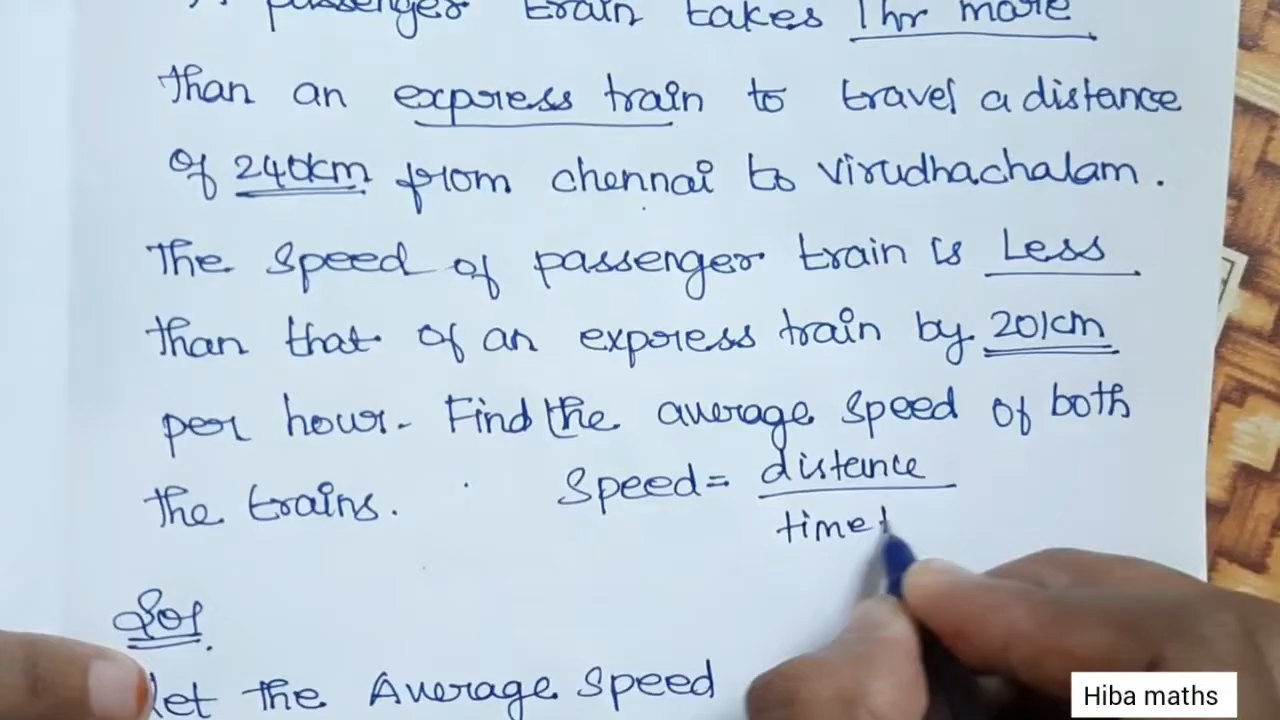 A passenger train takes 1hr more
than an express train to travel a distance
of 240km from chennai to virudhachalam.
The speed of passenger train is Less
than that of an express train by 20km
per hour. Find the average speed of both
the trains.
Speed = distance
time
Sol
let the Average Speed
Hiba maths